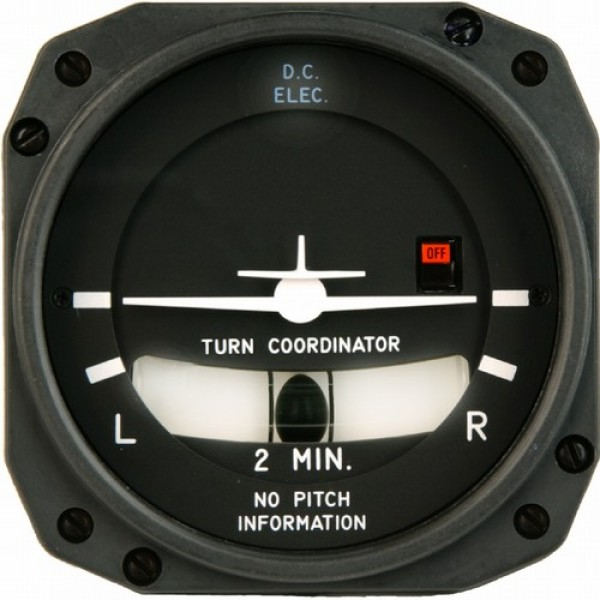 D.C.
ELEC.
OFF
TURN COORDINATOR
L
R
2 MIN.
NO PITCH
INFORMATION